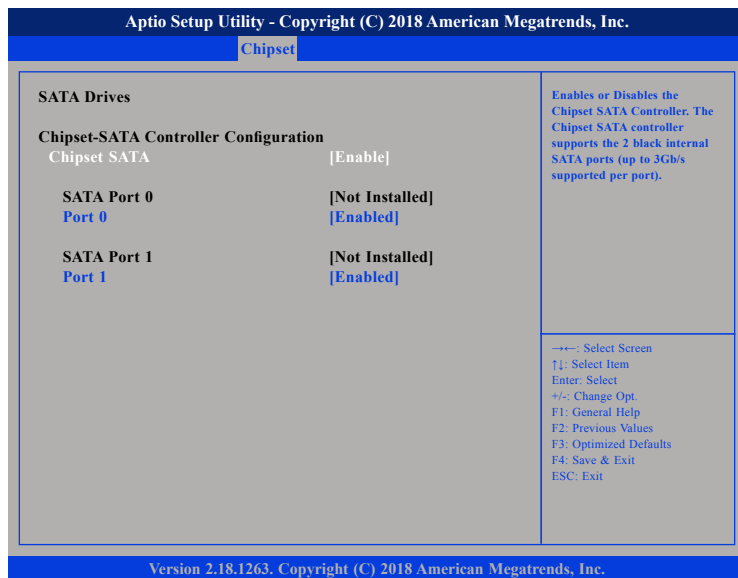 Aptio Setup Utility - Copyright (C) 2018 American Megatrends, Inc.
Chipset
SATA Drives
Chipset-SATA Controller Configuration
Chipset SATA [Enable]
SATA Port 0 [Not Installed]
Port 0 [Enabled]
SATA Port 1 [Not Installed]
Port 1 [Enabled]
Enables or Disables the
Chipset SATA Controller. The
Chipset SATA controller
supports the 2 black internal
SATA ports (up to 3Gb/s
supported per port).
→←: Select Screen
↑↓: Select Item
Enter: Select
+/-: Change Opt.
F1: General Help
F2: Previous Values
F3: Optimized Defaults
F4: Save & Exit
ESC: Exit
Version 2.18.1263. Copyright (C) 2018 American Megatrends, Inc.